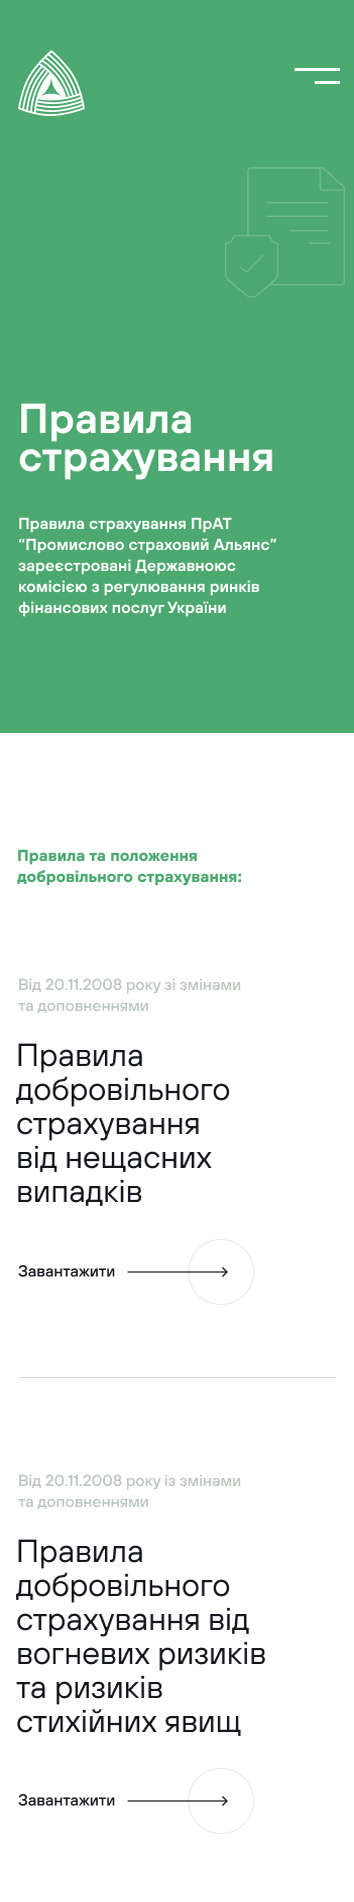 Правила
страхування
Правила страхування ПрАТ
“Промислово страховий Альянс”
зареєстровані Державноюс
комісією з регулювання ринків
фінансових послуг України
Правила та положення
добровільного страхування:
Від 20.11.2008 року зі змінами
та доповненнями
Правила
добровільного
страхування
від нещасних
випадків
Завантажити
Від 20.11.2008 року із змінами
та доповненнями
Правила
добровільного
страхування від
вогневих ризиків
та ризиків
стихійних явищ
Завантажити